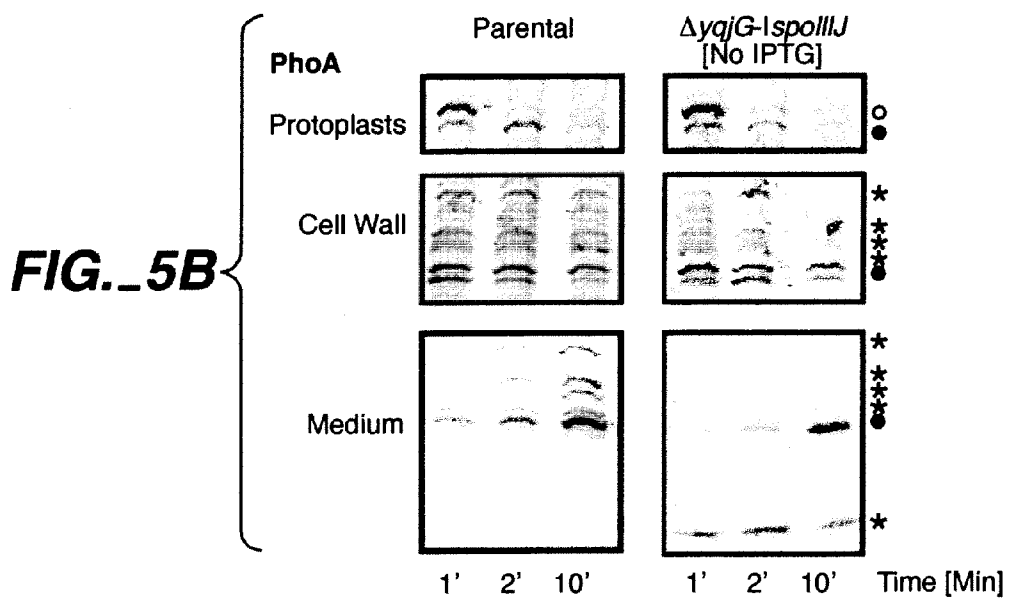 Parental
ΔyqjG-IspoIIIJ
[No IPTG]
PhoA
Protoplasts
Cell Wall
FIG._5B
Medium
1' 2' 10' 1' 2' 10' Time [Min]